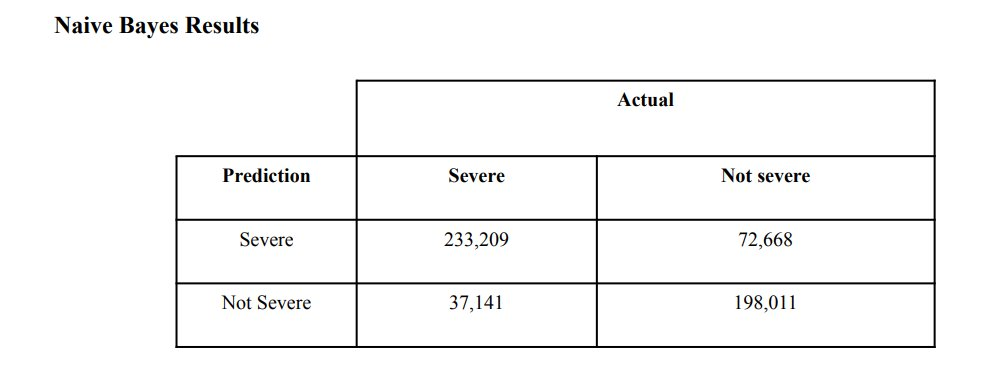 Naive Bayes Results
Actual
Prediction Severe Not severe
Severe 233,209 72,668
Not Severe 37,141 198,011